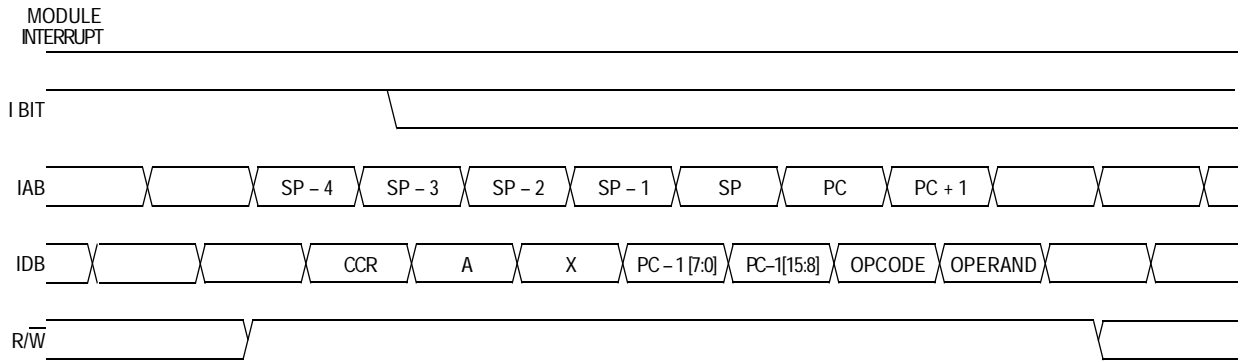 MODULE
INTERRUPT
I BIT
IAB SP – 4 SP – 3 SP – 2 SP – 1 SP PC PC + 1
IDB CCR A X PC – 1 [7:0] PC–1[15:8] OPCODE OPERAND
R/W̅